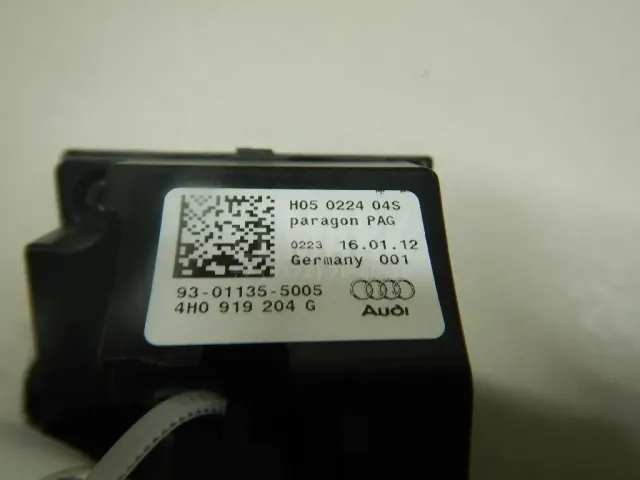 H05 0224 04S
paragon PAG
0223 16.01.12
Germany 001
93-01135-5005
4H0 919 204 G
Audi